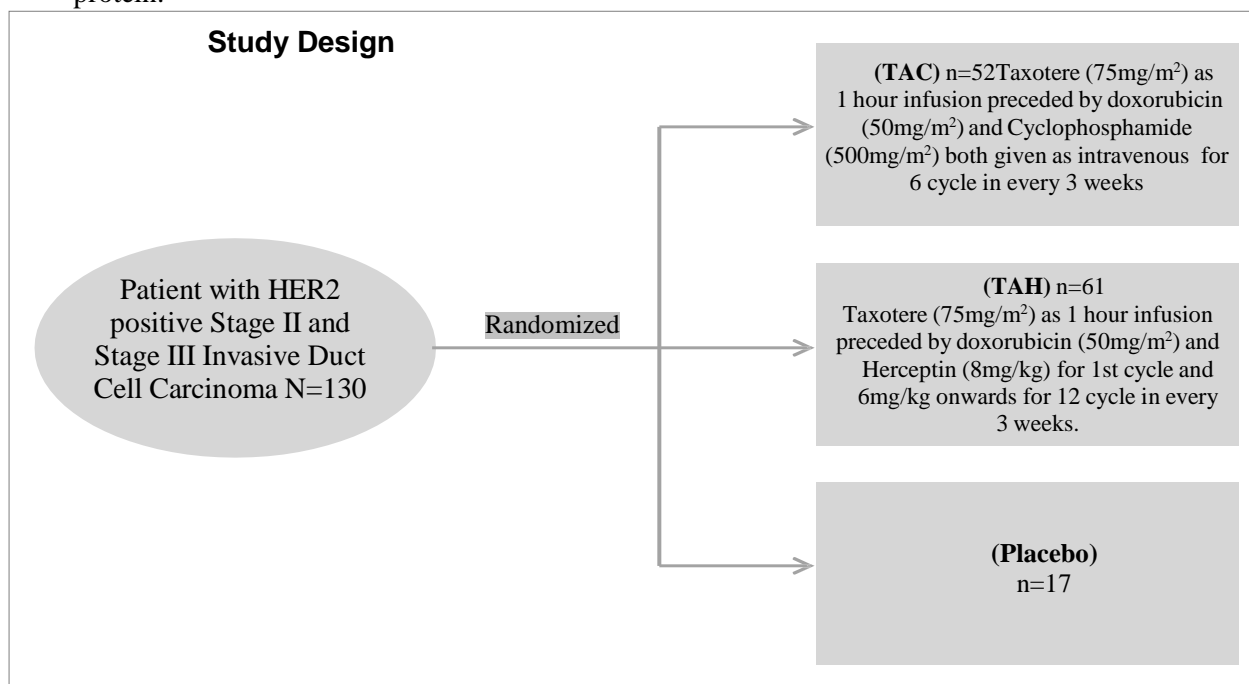 protein.
Study Design
(TAC) n=52Taxotere (75mg/m²) as
1 hour infusion preceded by doxorubicin
(50mg/m²) and Cyclophosphamide
(500mg/m²) both given as intravenous for
6 cycle in every 3 weeks
Patient with HER2
positive Stage II and
Stage III Invasive Duct
Cell Carcinoma N=130
Randomized
(TAH) n=61
Taxotere (75mg/m²) as 1 hour infusion
preceded by doxorubicin (50mg/m²) and
Herceptin (8mg/kg) for 1st cycle and
6mg/kg onwards for 12 cycle in every
3 weeks.
(Placebo)
n=17